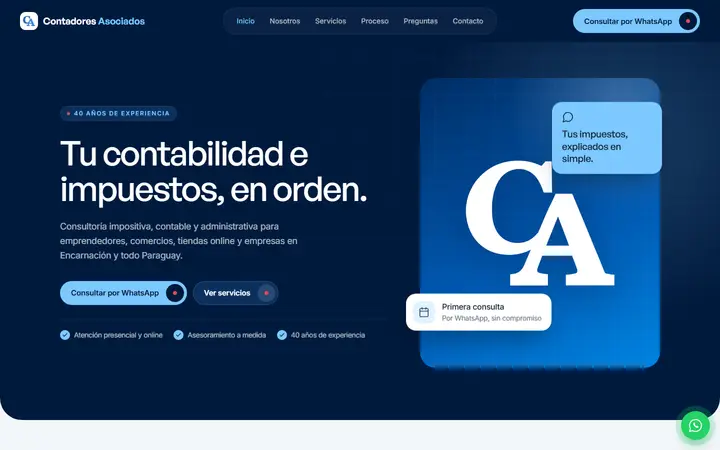 CA
Contadores Asociados
Inicio
Nosotros
Servicios
Proceso
Preguntas
Contacto
Consultar por WhatsApp
40 AÑOS DE EXPERIENCIA
Tu contabilidad e
impuestos, en orden.
Consultoría impositiva, contable y administrativa para
emprendedores, comercios, tiendas online y empresas en
Encarnación y todo Paraguay.
Consultar por WhatsApp
Ver servicios
Atención presencial y online
Asesoramiento a medida
40 años de experiencia
Tus impuestos,
explicados en
simple.
CA
Primera consulta
Por WhatsApp, sin compromiso